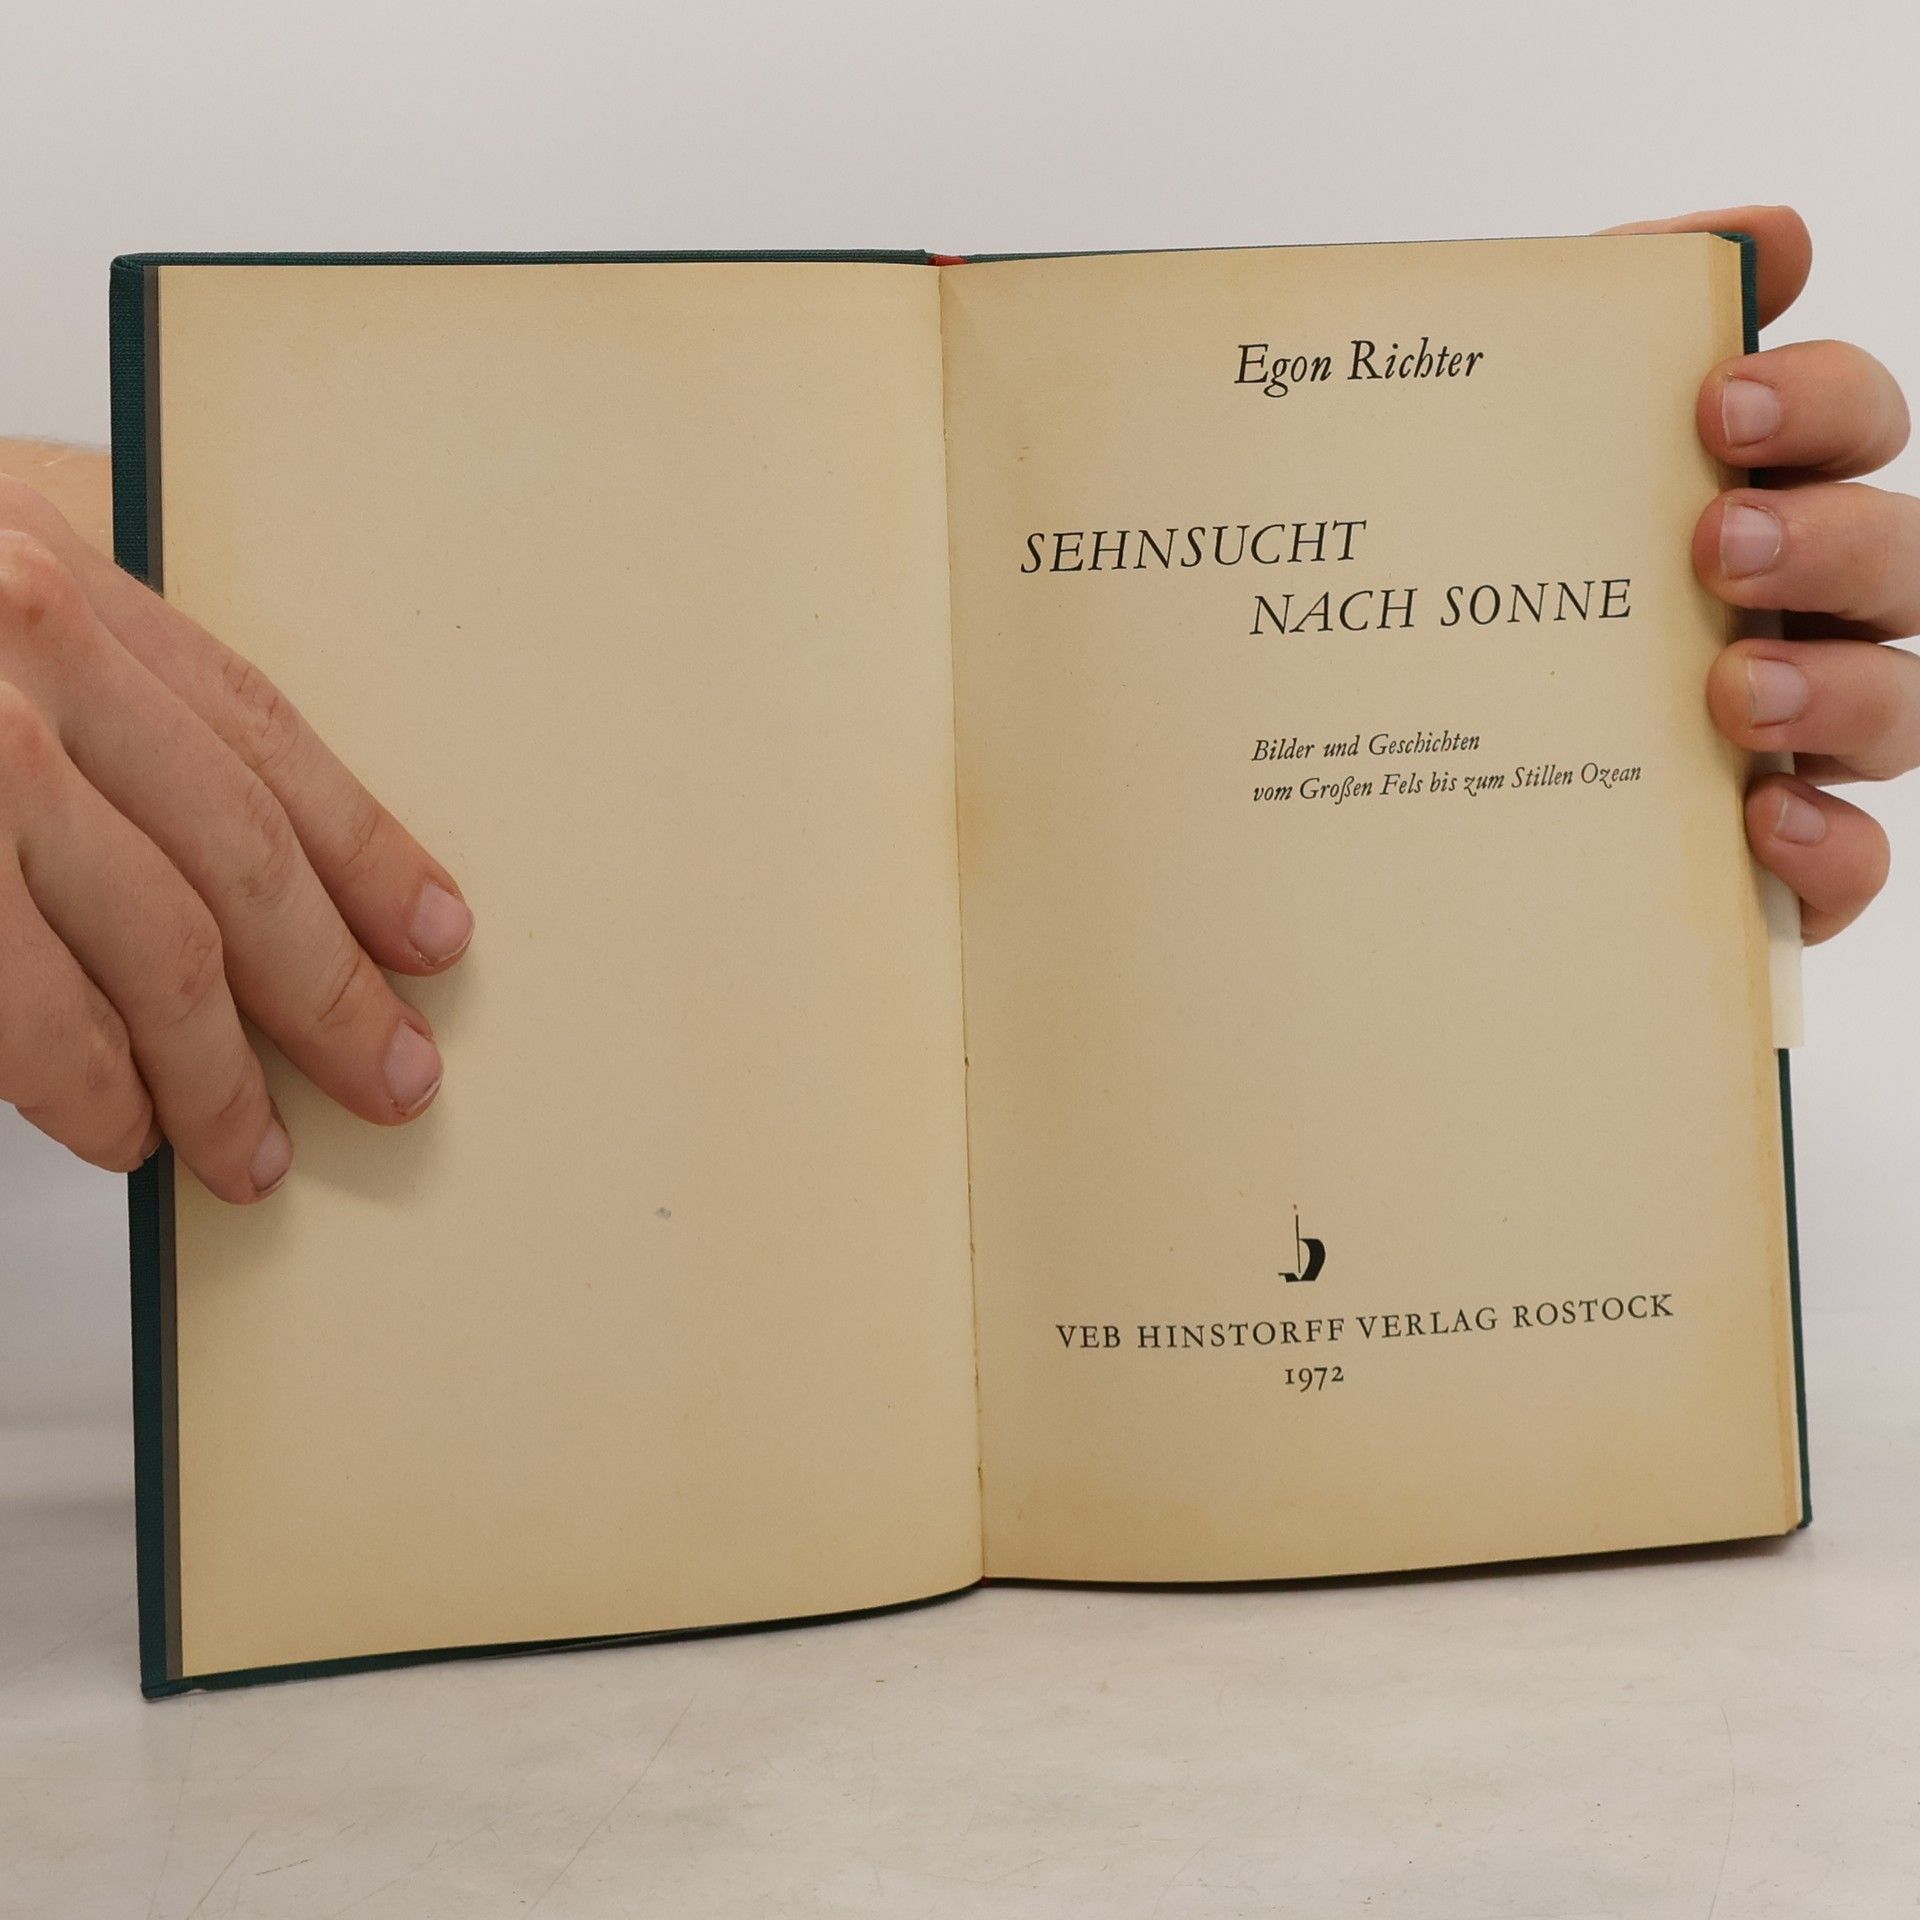 Egon Richter
SEHNSUCHT
NACH SONNE
Bilder und Geschichten
vom Großen Fels bis zum Stillen Ozean
VEB HINSTORFF VERLAG ROSTOCK
1972